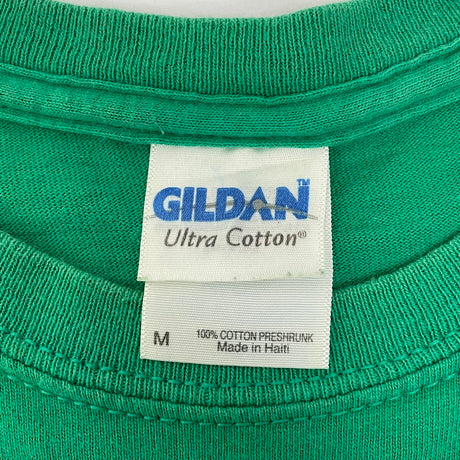 GILDAN™
Ultra Cotton®
M
100% COTTON PRESHRUNK
Made in Haiti